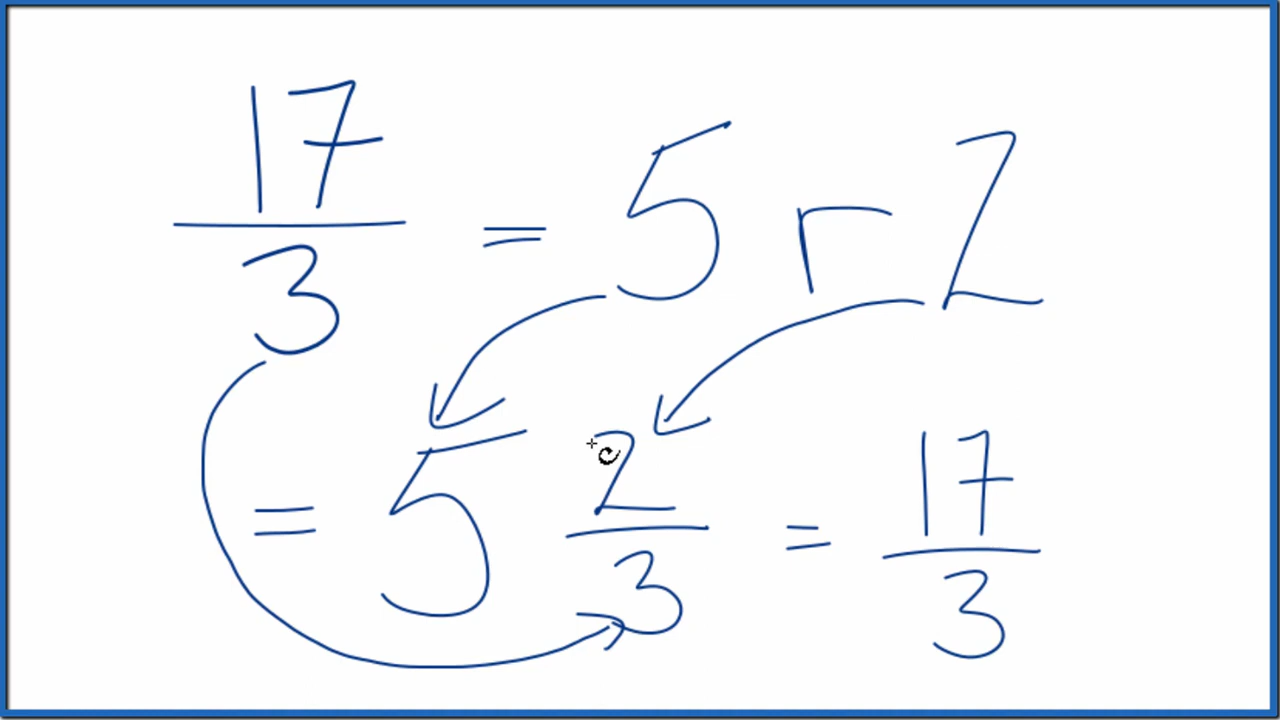 17/3 = 5 r 2
= 5 2/3 = 17/3